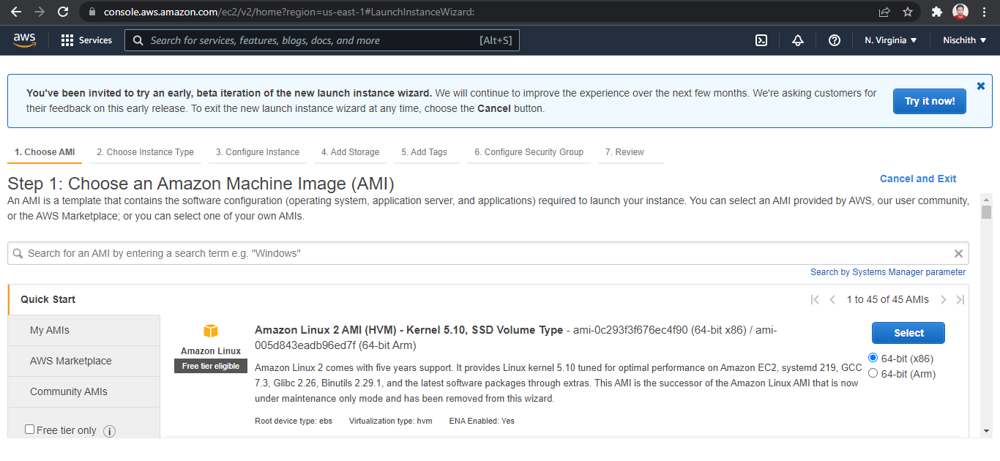 console.aws.amazon.com/ec2/v2/home?region=us-east-1#LaunchInstanceWizard:
aws
Services
Search for services, features, blogs, docs, and more
[Alt+S]
N. Virginia
Nischith
You've been invited to try an early, beta iteration of the new launch instance wizard. We will continue to improve the experience over the next few months. We're asking customers for
their feedback on this early release. To exit the new launch instance wizard at any time, choose the Cancel button.
Try it now!
1. Choose AMI
2. Choose Instance Type
3. Configure Instance
4. Add Storage
5. Add Tags
6. Configure Security Group
7. Review
Step 1: Choose an Amazon Machine Image (AMI)
Cancel and Exit
An AMI is a template that contains the software configuration (operating system, application server, and applications) required to launch your instance. You can select an AMI provided by AWS, our user community,
or the AWS Marketplace; or you can select one of your own AMIs.
Search for an AMI by entering a search term e.g. "Windows"
Search by Systems Manager parameter
Quick Start
1 to 45 of 45 AMIs
My AMIs
AWS Marketplace
Community AMIs
Free tier only
Amazon Linux
Free tier eligible
Amazon Linux 2 AMI (HVM) - Kernel 5.10, SSD Volume Type - ami-0c293f3f676ec4f90 (64-bit x86) / ami-
005d843eadb96ed7f (64-bit Arm)
Amazon Linux 2 comes with five years support. It provides Linux kernel 5.10 tuned for optimal performance on Amazon EC2, systemd 219, GCC
7.3, Glibc 2.26, Binutils 2.29.1, and the latest software packages through extras. This AMI is the successor of the Amazon Linux AMI that is now
under maintenance only mode and has been removed from this wizard.
Root device type: ebs
Virtualization type: hvm
ENA Enabled: Yes
Select
64-bit (x86)
64-bit (Arm)